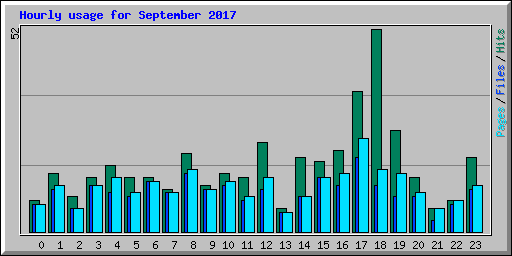 Hourly usage for September 2017
52
Pages / Files / Hits
0 1 2 3 4 5 6 7 8 9 10 11 12 13 14 15 16 17 18 19 20 21 22 23